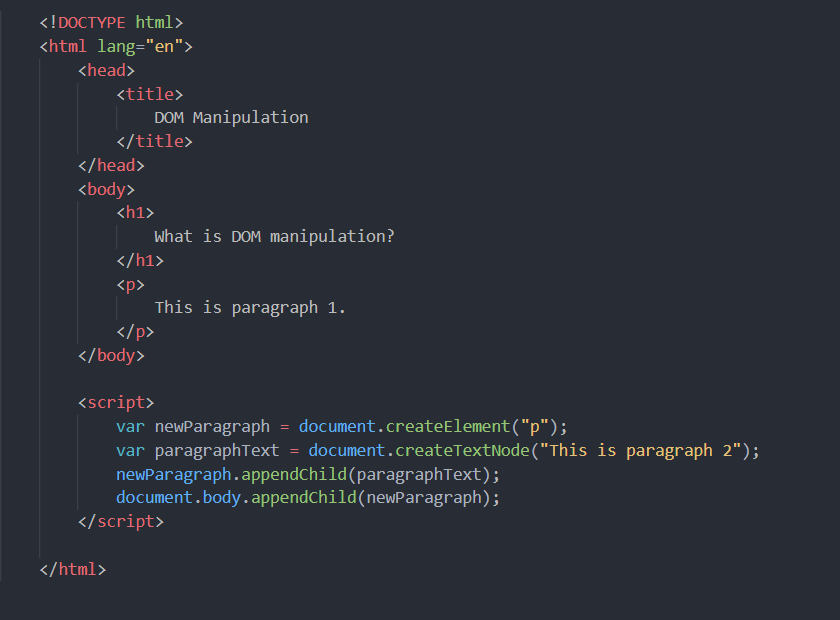 <!DOCTYPE html>
<html lang="en">
    <head>
        <title>
            DOM Manipulation
        </title>
    </head>
    <body>
        <h1>
            What is DOM manipulation?
        </h1>
        <p>
            This is paragraph 1.
        </p>
    </body>

    <script>
        var newParagraph = document.createElement("p");
        var paragraphText = document.createTextNode("This is paragraph 2");
        newParagraph.appendChild(paragraphText);
        document.body.appendChild(newParagraph);
    </script>

</html>